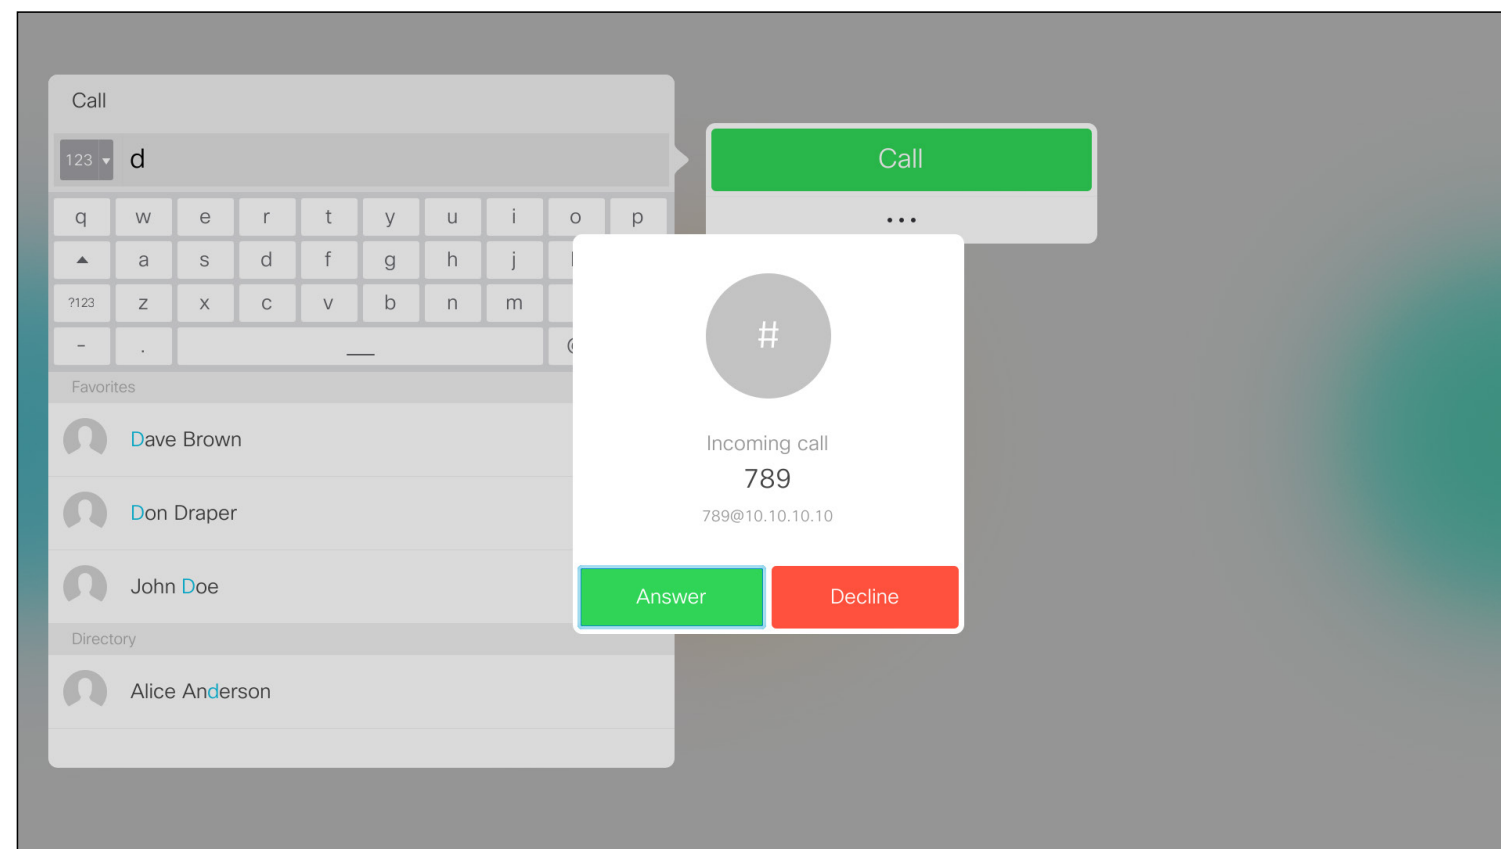 Call
123 d
Call
...
q w e r t y u i o p
a s d f g h j
?123 z x c v b n m
- . _
Favorites
Dave Brown
Don Draper
John Doe
Directory
Alice Anderson
#
Incoming call
789
789@10.10.10.10
Answer Decline